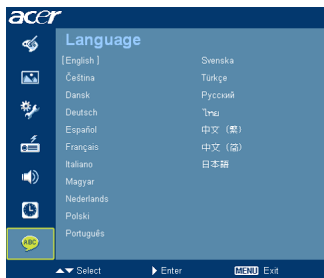 acer
Language
[English]
Čeština
Dansk
Deutsch
Español
Français
Italiano
Magyar
Nederlands
Polski
Português
Svenska
Türkçe
Русский
ไทย
中文 (繁)
中文 (简)
日本語
ABC
▲▼ Select ▶ Enter MENU Exit